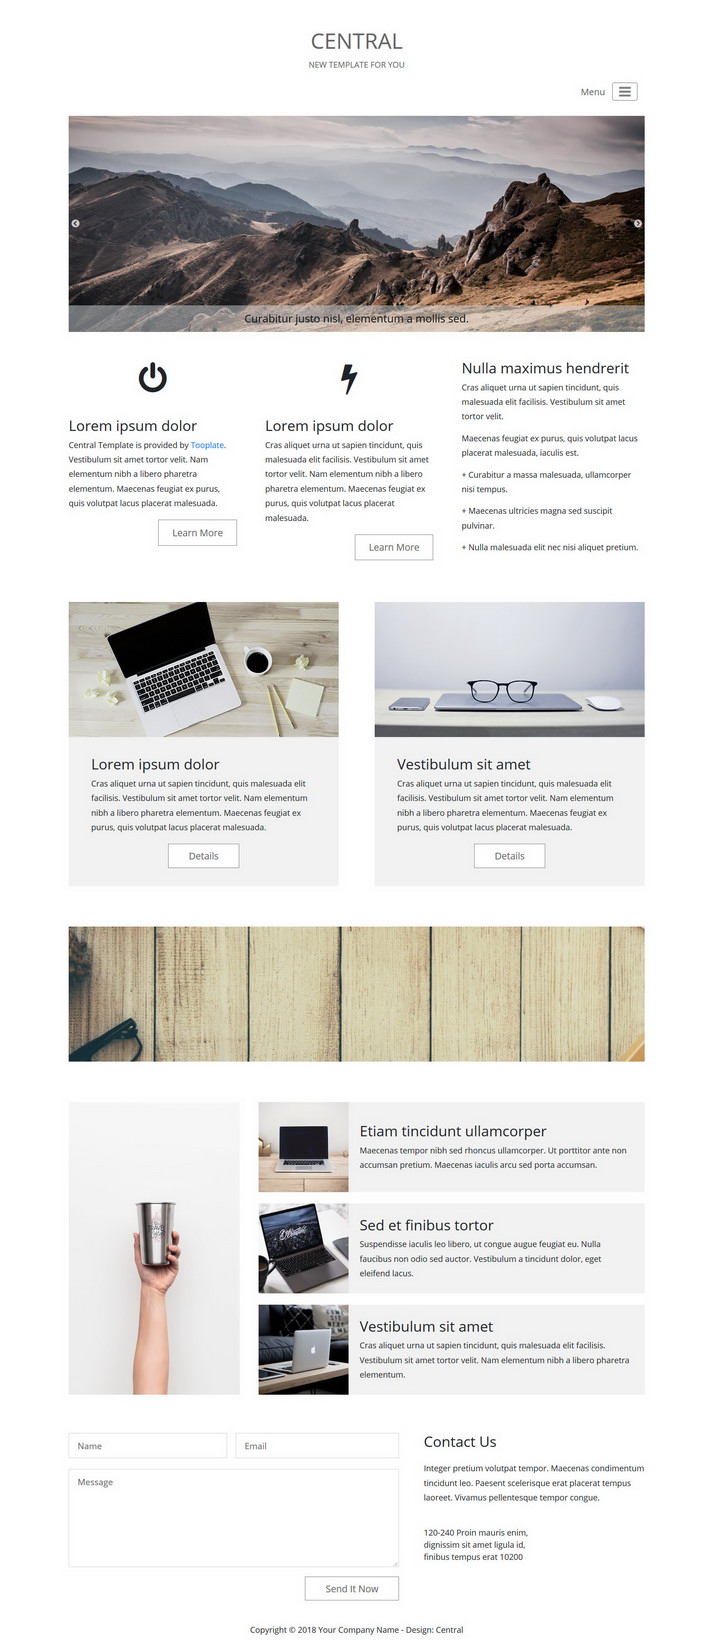 CENTRAL
NEW TEMPLATE FOR YOU
Menu
Curabitur justo nisl, elementum a mollis sed.
Lorem ipsum dolor
Central Template is provided by Tooplate.
Vestibulum sit amet tortor velit. Nam
elementum nibh a libero pharetra
elementum. Maecenas feugiat ex purus,
quis volutpat lacus placerat malesuada.
Learn More
Lorem ipsum dolor
Cras aliquet urna ut sapien tincidunt, quis
malesuada elit facilisis. Vestibulum sit amet
tortor velit. Nam elementum nibh a libero
pharetra elementum. Maecenas feugiat ex
purus, quis volutpat lacus placerat
malesuada.
Learn More
Nulla maximus hendrerit
Cras aliquet urna ut sapien tincidunt, quis
malesuada elit facilisis. Vestibulum sit amet
tortor velit.
Maecenas feugiat ex purus, quis volutpat lacus
placerat malesuada, iaculis est.
+ Curabitur a massa malesuada, ullamcorper
nisi tempus.
+ Maecenas ultricies magna sed suscipit
pulvinar.
+ Nulla malesuada elit nec nisi aliquet pretium.
Lorem ipsum dolor
Cras aliquet urna ut sapien tincidunt, quis malesuada elit
facilisis. Vestibulum sit amet tortor velit. Nam elementum
nibh a libero pharetra elementum. Maecenas feugiat ex
purus, quis volutpat lacus placerat malesuada.
Details
Vestibulum sit amet
Cras aliquet urna ut sapien tincidunt, quis malesuada elit
facilisis. Vestibulum sit amet tortor velit. Nam elementum
nibh a libero pharetra elementum. Maecenas feugiat ex
purus, quis volutpat lacus placerat malesuada.
Details
Etiam tincidunt ullamcorper
Maecenas tempor nibh sed rhoncus ullamcorper. Ut porttitor ante non
accumsan pretium. Maecenas iaculis arcu sed porta accumsan.
Sed et finibus tortor
Suspendisse iaculis leo libero, ut congue augue feugiat eu. Nulla
faucibus non odio sed auctor. Vestibulum a tincidunt dolor, eget
eleifend lacus.
Vestibulum sit amet
Cras aliquet urna ut sapien tincidunt, quis malesuada elit facilisis.
Vestibulum sit amet tortor velit. Nam elementum nibh a libero pharetra
elementum.
Name
Email
Message
Send It Now
Contact Us
Integer pretium volutpat tempor. Maecenas condimentum
tincidunt leo. Paesent scelerisque erat placerat tempus
laoreet. Vivamus pellentesque tempor congue.
120-240 Proin mauris enim,
dignissim sit amet ligula id,
finibus tempus erat 10200
Copyright © 2018 Your Company Name - Design: Central